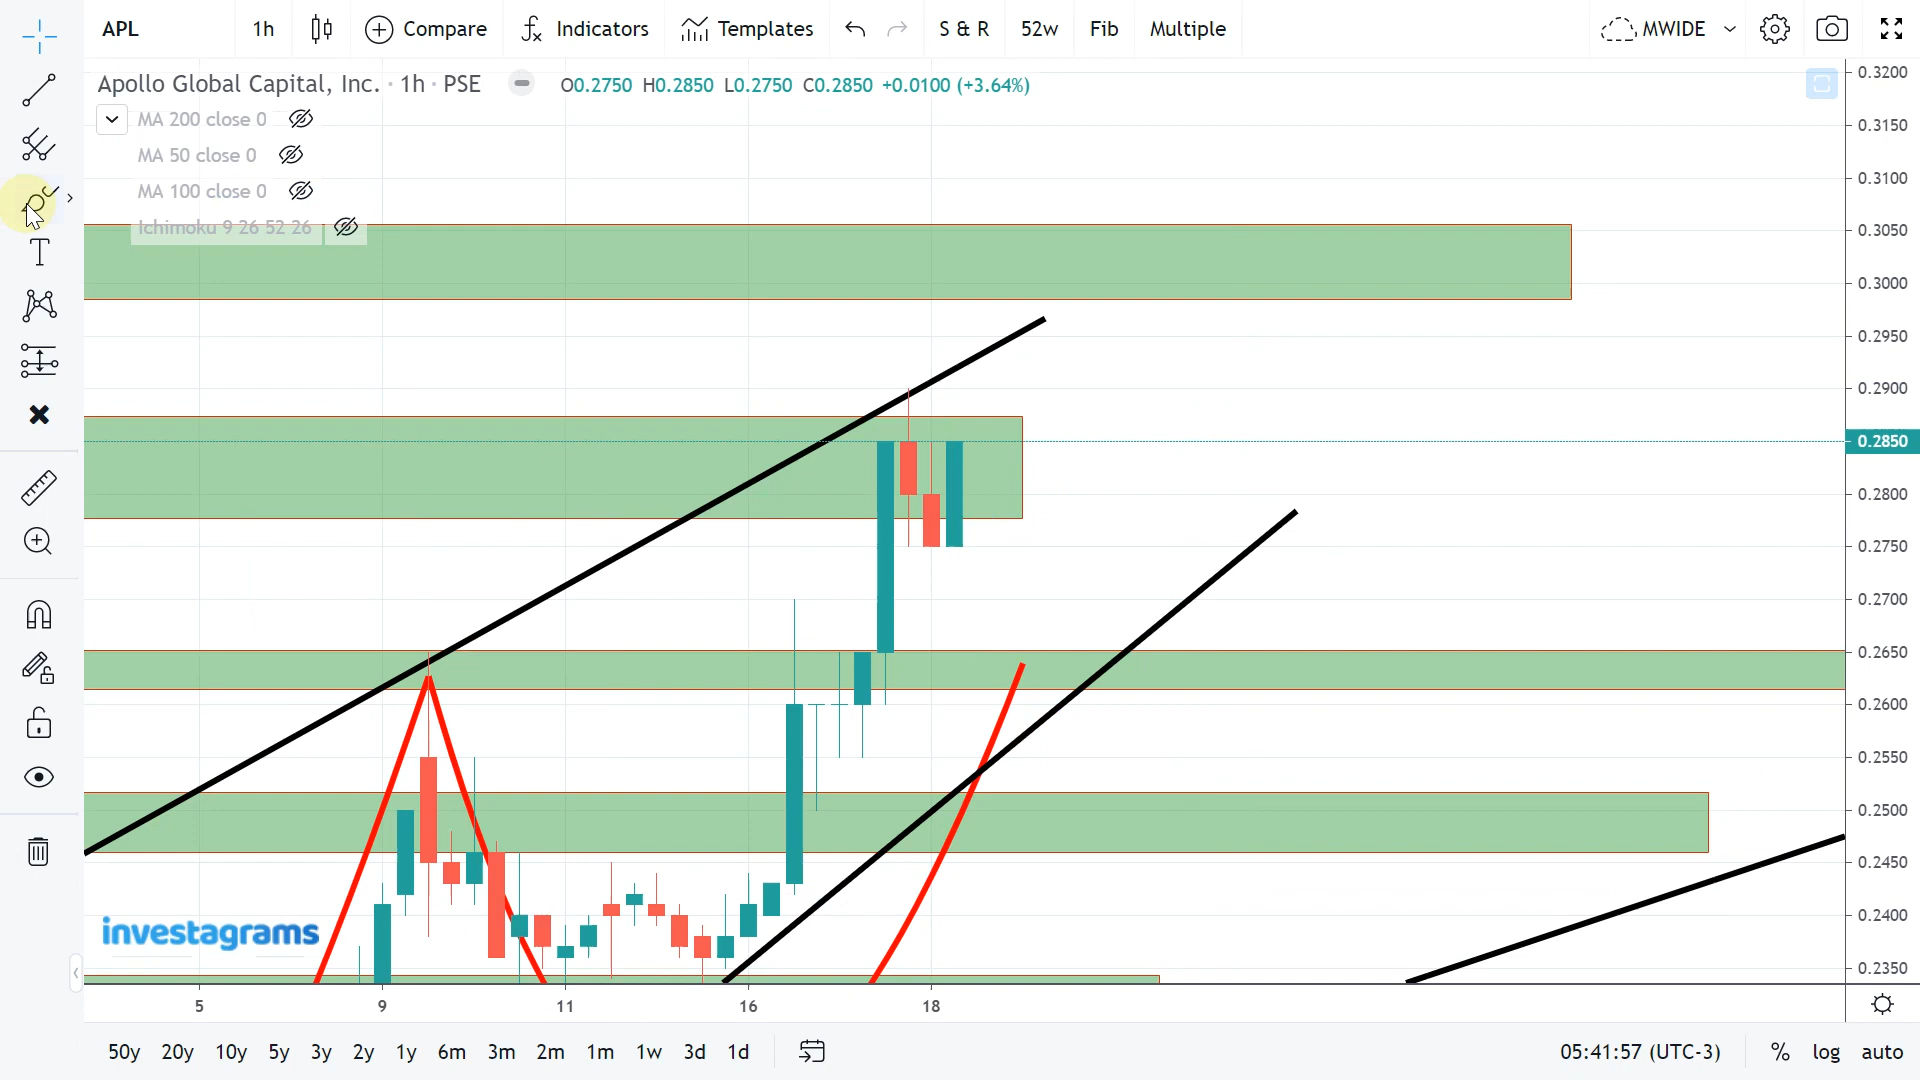 APL 1h Compare Indicators Templates S & R 52w Fib Multiple MWIDE
Apollo Global Capital, Inc. · 1h · PSE O0.2750 H0.2850 L0.2750 C0.2850 +0.0100 (+3.64%)
MA 200 close 0
MA 50 close 0
MA 100 close 0
Ichimoku 9 26 52 26
T
0.3200
0.3150
0.3100
0.3050
0.3000
0.2950
0.2900
0.2850
0.2800
0.2750
0.2700
0.2650
0.2600
0.2550
0.2500
0.2450
0.2400
0.2350
investagrams
5 9 11 16 18
50y 20y 10y 5y 3y 2y 1y 6m 3m 2m 1m 1w 3d 1d 05:41:57 (UTC-3) % log auto